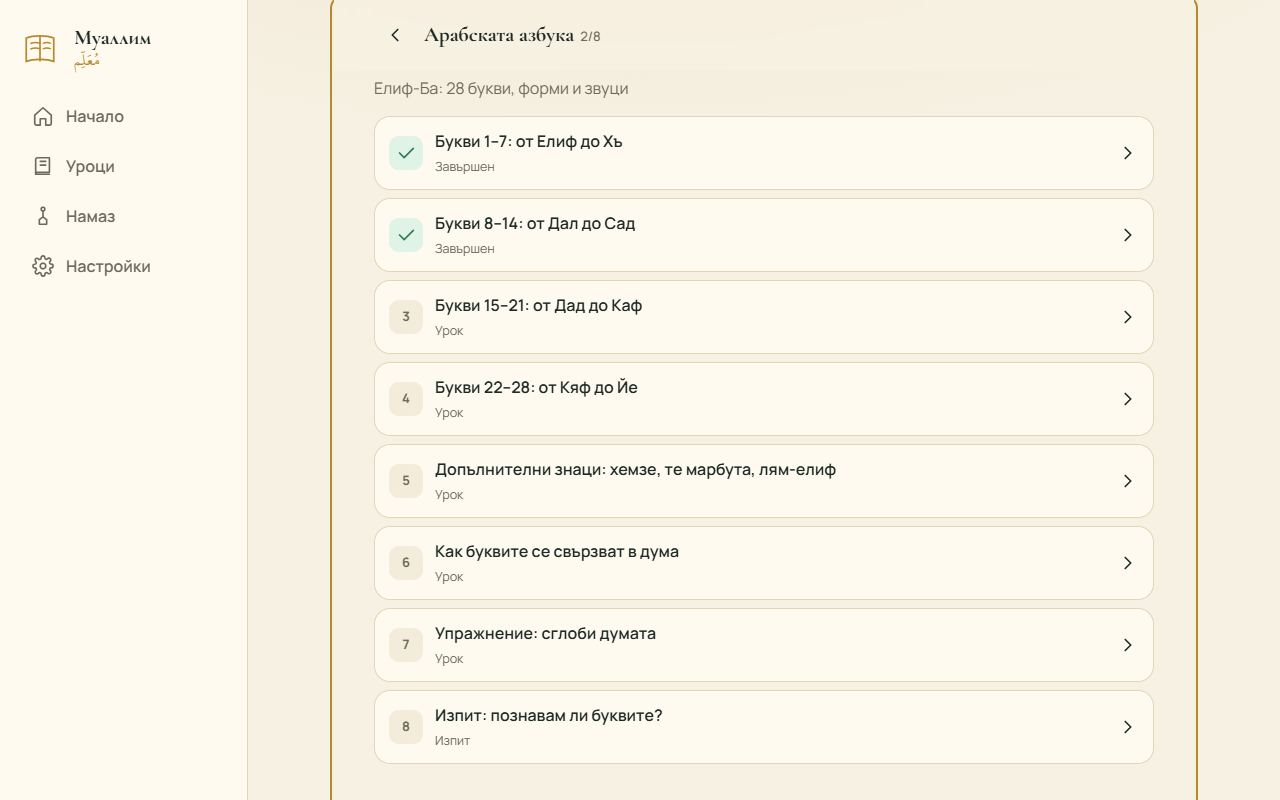 Муаллим
مُعَلِّم
Начало
Уроци
Намаз
Настройки
Арабската азбука 2/8
Елиф-Ба: 28 букви, форми и звуци
Букви 1–7: от Елиф до Хъ
Завършен
Букви 8–14: от Дал до Сад
Завършен
3
Букви 15–21: от Дад до Каф
Урок
4
Букви 22–28: от Кяф до Йе
Урок
5
Допълнителни знаци: хемзе, те марбута, лям-елиф
Урок
6
Как буквите се свързват в дума
Урок
7
Упражнение: сглоби думата
Урок
8
Изпит: познавам ли буквите?
Изпит